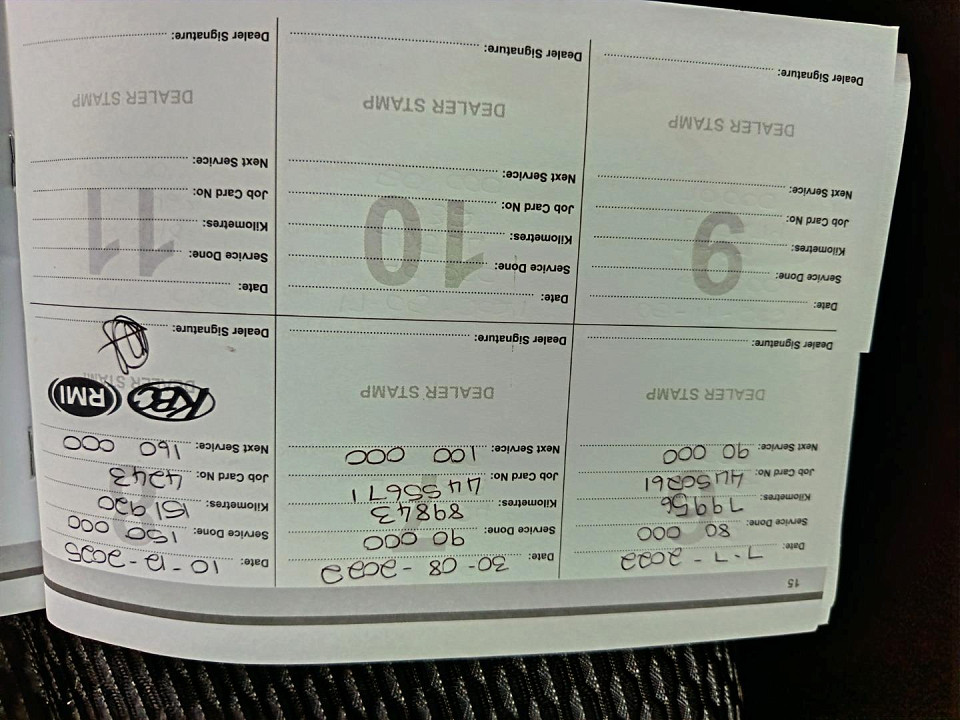 15
Date: 7-7-2022
Service Done: 80 000
Kilometres: 79956
Job Card No: 4450261
Next Service: 90 000
DEALER STAMP
Dealer Signature:
Date: 30-08-2022
Service Done: 90 000
Kilometres: 89843
Job Card No: 4455671
Next Service: 100 000
DEALER STAMP
Dealer Signature:
Date: 10-12-2025
Service Done: 150 000
Kilometres: 151 920
Job Card No: 4243
Next Service: 160 000
DEALER STAMP
KBC RMI
Dealer Signature:
9
Date:
Service Done:
Kilometres:
Job Card No:
Next Service:
DEALER STAMP
Dealer Signature:
10
Date:
Service Done:
Kilometres:
Job Card No:
Next Service:
DEALER STAMP
Dealer Signature:
11
Date:
Service Done:
Kilometres:
Job Card No:
Next Service:
DEALER STAMP
Dealer Signature: